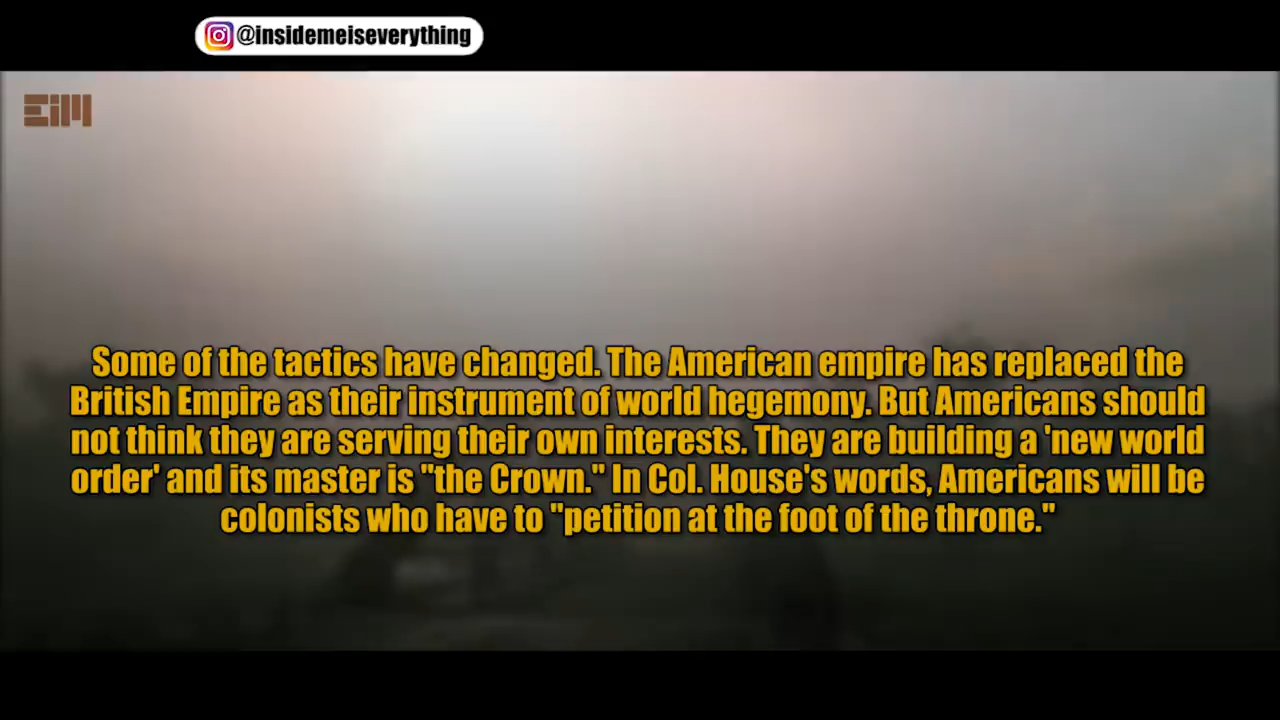 @insidemeiseverything
EiM
Some of the tactics have changed. The American empire has replaced the
British Empire as their instrument of world hegemony. But Americans should
not think they are serving their own interests. They are building a 'new world
order' and its master is "the Crown." In Col. House's words, Americans will be
colonists who have to "petition at the foot of the throne."